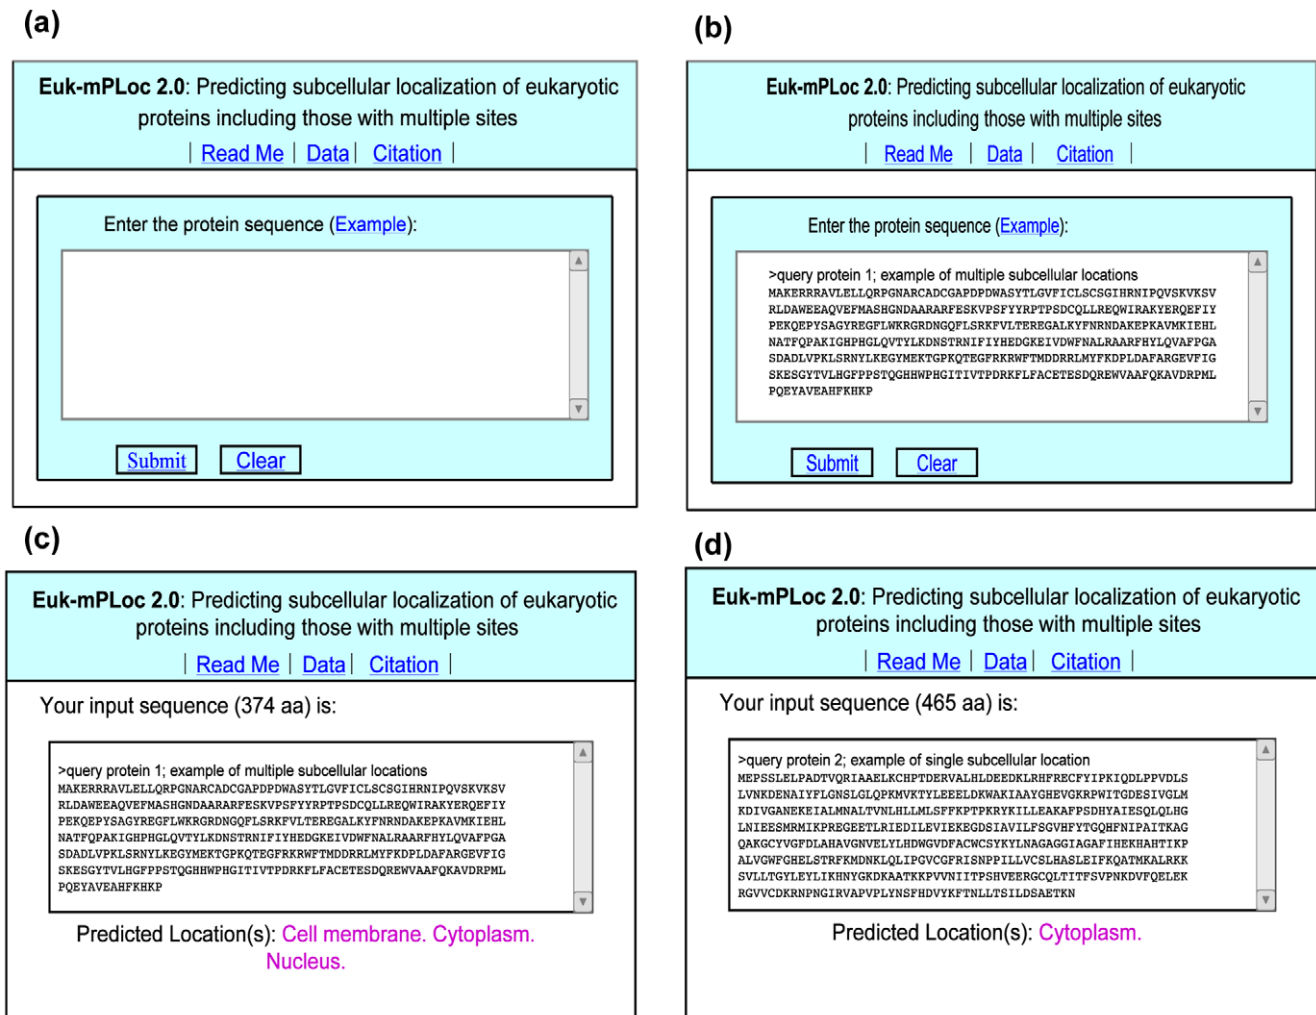 (a)
Euk-mPLoc 2.0: Predicting subcellular localization of eukaryotic
proteins including those with multiple sites
| Read Me | Data | Citation |
Enter the protein sequence (Example):
Submit Clear
(b)
Euk-mPLoc 2.0: Predicting subcellular localization of eukaryotic
proteins including those with multiple sites
| Read Me | Data | Citation |
Enter the protein sequence (Example):
>query protein 1; example of multiple subcellular locations
MAKERRRAVLELLQRPGNARCADCGAPDPDWASYTLGVFICLSCSGIHRNIPQVSKVKSV
RLDAWEEAQVEFMASHGNDAARARFESKVPSFYYRPTPSDCQLLREQWIRAKYERQEFIY
PEKQEPYSAGYREGFLWKRGRDNGQFLSRKFVLTEREGALKYFNRNDAKEPKAVMKIEHL
NATFQPAKIGHPHGLQVTYLKDNSTRNIFIYHEDGKEIVDWFNALRAARFHYLQVAFPGA
SDADLVPKLSRNYLKEGYMEKTGPKQTEGFRKRWFTMDDRRLMYFKDPLDAFARGEVFIG
SKESGYTVLHGFPPSTQGHHWPHGITIVTPDRKFLFACETESDQREWVAAFQKAVDRPML
PQEYAVEAHFKHKP
Submit Clear
(c)
Euk-mPLoc 2.0: Predicting subcellular localization of eukaryotic
proteins including those with multiple sites
| Read Me | Data | Citation |
Your input sequence (374 aa) is:
>query protein 1; example of multiple subcellular locations
MAKERRRAVLELLQRPGNARCADCGAPDPDWASYTLGVFICLSCSGIHRNIPQVSKVKSV
RLDAWEEAQVEFMASHGNDAARARFESKVPSFYYRPTPSDCQLLREQWIRAKYERQEFIY
PEKQEPYSAGYREGFLWKRGRDNGQFLSRKFVLTEREGALKYFNRNDAKEPKAVMKIEHL
NATFQPAKIGHPHGLQVTYLKDNSTRNIFIYHEDGKEIVDWFNALRAARFHYLQVAFPGA
SDADLVPKLSRNYLKEGYMEKTGPKQTEGFRKRWFTMDDRRLMYFKDPLDAFARGEVFIG
SKESGYTVLHGFPPSTQGHHWPHGITIVTPDRKFLFACETESDQREWVAAFQKAVDRPML
PQEYAVEAHFKHKP
Predicted Location(s): Cell membrane. Cytoplasm.
Nucleus.
(d)
Euk-mPLoc 2.0: Predicting subcellular localization of eukaryotic
proteins including those with multiple sites
| Read Me | Data | Citation |
Your input sequence (465 aa) is:
>query protein 2; example of single subcellular location
MEPSSLELPADTVQRIAAELKCHPTDERVALHLDEEDKLRHFRECFYIPKIQDLPPVDLS
LVNKDENAIYFLGNSLGLQPKMVKTYLEEELDKWAKIAAYGHEVGKRPWITGDESIVGLM
KDIVGANEKEIALMNALTVNLHLLMLSFFKPTPKRYKILLEAKAFPSDHYAIESQLQLHG
LNIEESMRMIKPREGEETLRIEDILEVIEKEGDSIAVILFSGVHFYTGQHFNIPAITKAG
QAKGCYVGFDLAHAVGNVELYLHDWGVDFACWCSYKYLNAGAGGIAGAFIHEKHAHTIKP
ALVGWFGHELSTRFKMDNKLQLIPGVCGFRISNPPILLVCSLHASLEIFKQATMKALRKK
SVLLTGYLEYLIKHNYGKDKAATKKPVVNIITPSHVEERGCQLTITFSVPNKDVFQELEK
RGVVCDKRNPNGIRVAPVPLYNSFHDVYKFTNLLTSILDSAETKN
Predicted Location(s): Cytoplasm.